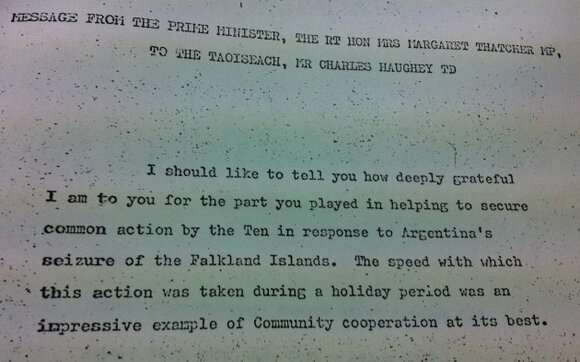 MESSAGE FROM THE PRIME MINISTER, THE RT HON MRS MARGARET THATCHER MP,
TO THE TAOISEACH, MR CHARLES HAUGHEY TD
I should like to tell you how deeply grateful
I am to you for the part you played in helping to secure
common action by the Ten in response to Argentina's
seizure of the Falkland Islands. The speed with which
this action was taken during a holiday period was an
impressive example of Community cooperation at its best.